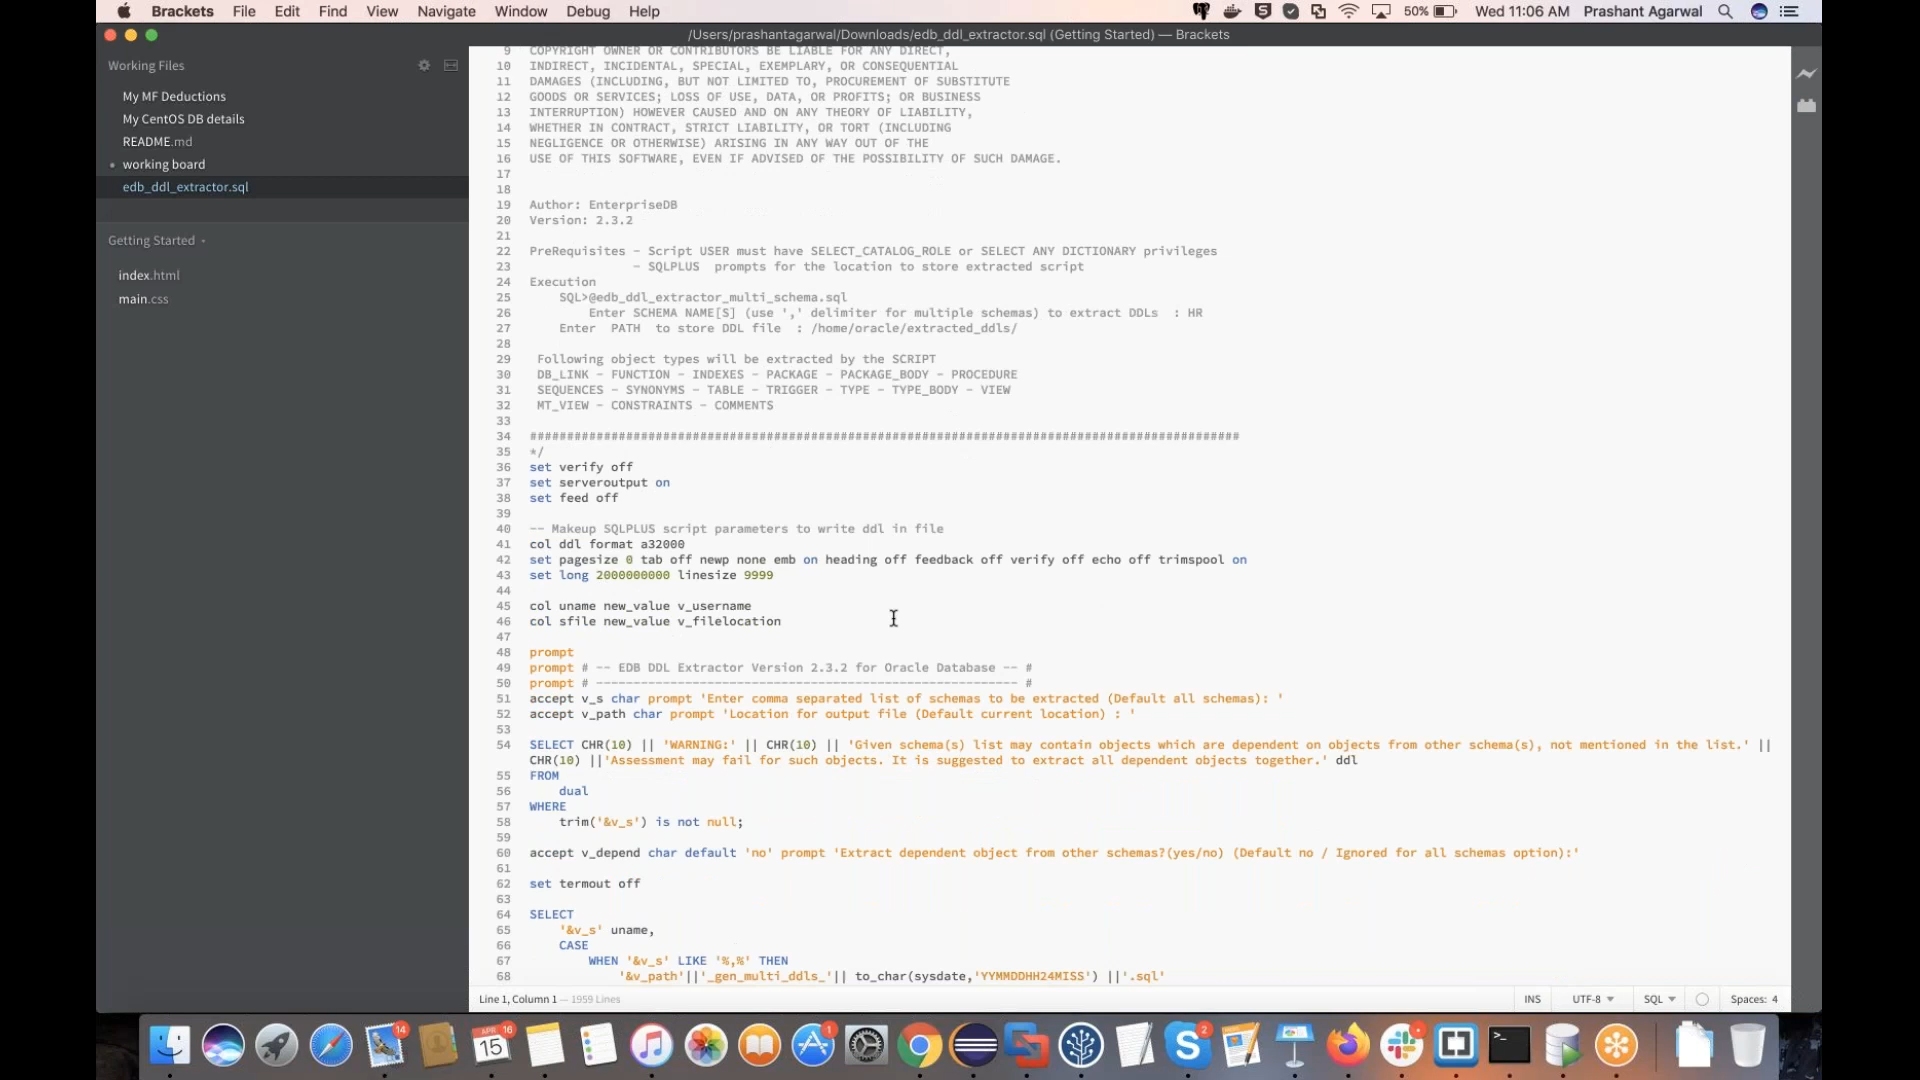 Brackets File Edit Find View Navigate Window Debug Help 50% Wed 11:06 AM Prashant Agarwal
/Users/prashantagarwal/Downloads/edb_ddl_extractor.sql (Getting Started) — Brackets
Working Files
My MF Deductions
My CentOS DB details
README.md
working board
edb_ddl_extractor.sql
Getting Started
index.html
main.css
9 COPYRIGHT OWNER OR CONTRIBUTORS BE LIABLE FOR ANY DIRECT,
10 INDIRECT, INCIDENTAL, SPECIAL, EXEMPLARY, OR CONSEQUENTIAL
11 DAMAGES (INCLUDING, BUT NOT LIMITED TO, PROCUREMENT OF SUBSTITUTE
12 GOODS OR SERVICES; LOSS OF USE, DATA, OR PROFITS; OR BUSINESS
13 INTERRUPTION) HOWEVER CAUSED AND ON ANY THEORY OF LIABILITY,
14 WHETHER IN CONTRACT, STRICT LIABILITY, OR TORT (INCLUDING
15 NEGLIGENCE OR OTHERWISE) ARISING IN ANY WAY OUT OF THE
16 USE OF THIS SOFTWARE, EVEN IF ADVISED OF THE POSSIBILITY OF SUCH DAMAGE.
17
18
19 Author: EnterpriseDB
20 Version: 2.3.2
21
22 PreRequisites - Script USER must have SELECT_CATALOG_ROLE or SELECT ANY DICTIONARY privileges
23 - SQLPLUS prompts for the location to store extracted script
24 Execution
25 SQL>@edb_ddl_extractor_multi_schema.sql
26 Enter SCHEMA NAME[S] (use ',' delimiter for multiple schemas) to extract DDLs : HR
27 Enter PATH to store DDL file : /home/oracle/extracted_ddls/
28
29 Following object types will be extracted by the SCRIPT
30 DB_LINK - FUNCTION - INDEXES - PACKAGE - PACKAGE_BODY - PROCEDURE
31 SEQUENCES - SYNONYMS - TABLE - TRIGGER - TYPE - TYPE_BODY - VIEW
32 MT_VIEW - CONSTRAINTS - COMMENTS
33
34 ################################################################################################
35 */
36 set verify off
37 set serveroutput on
38 set feed off
39
40 -- Makeup SQLPLUS script parameters to write ddl in file
41 col ddl format a32000
42 set pagesize 0 tab off newp none emb on heading off feedback off verify off echo off trimspool on
43 set long 2000000000 linesize 9999
44
45 col uname new_value v_username
46 col sfile new_value v_filelocation
47
48 prompt
49 prompt # -- EDB DDL Extractor Version 2.3.2 for Oracle Database -- #
50 prompt # --------------------------------------------------------- #
51 accept v_s char prompt 'Enter comma separated list of schemas to be extracted (Default all schemas): '
52 accept v_path char prompt 'Location for output file (Default current location) : '
53
54 SELECT CHR(10) || 'WARNING:' || CHR(10) || 'Given schema(s) list may contain objects which are dependent on objects from other schema(s), not mentioned in the list.' ||
CHR(10) ||'Assessment may fail for such objects. It is suggested to extract all dependent objects together.' ddl
55 FROM
56 dual
57 WHERE
58 trim('&v_s') is not null;
59
60 accept v_depend char default 'no' prompt 'Extract dependent object from other schemas?(yes/no) (Default no / Ignored for all schemas option):'
61
62 set termout off
63
64 SELECT
65 '&v_s' uname,
66 CASE
67 WHEN '&v_s' LIKE '%,%' THEN
68 '&v_path'||'_gen_multi_ddls_'|| to_char(sysdate,'YYMMDDHH24MISS') ||'.sql'
Line 1, Column 1 — 1959 Lines INS UTF-8 SQL Spaces: 4
14 APR 15 16 1 2